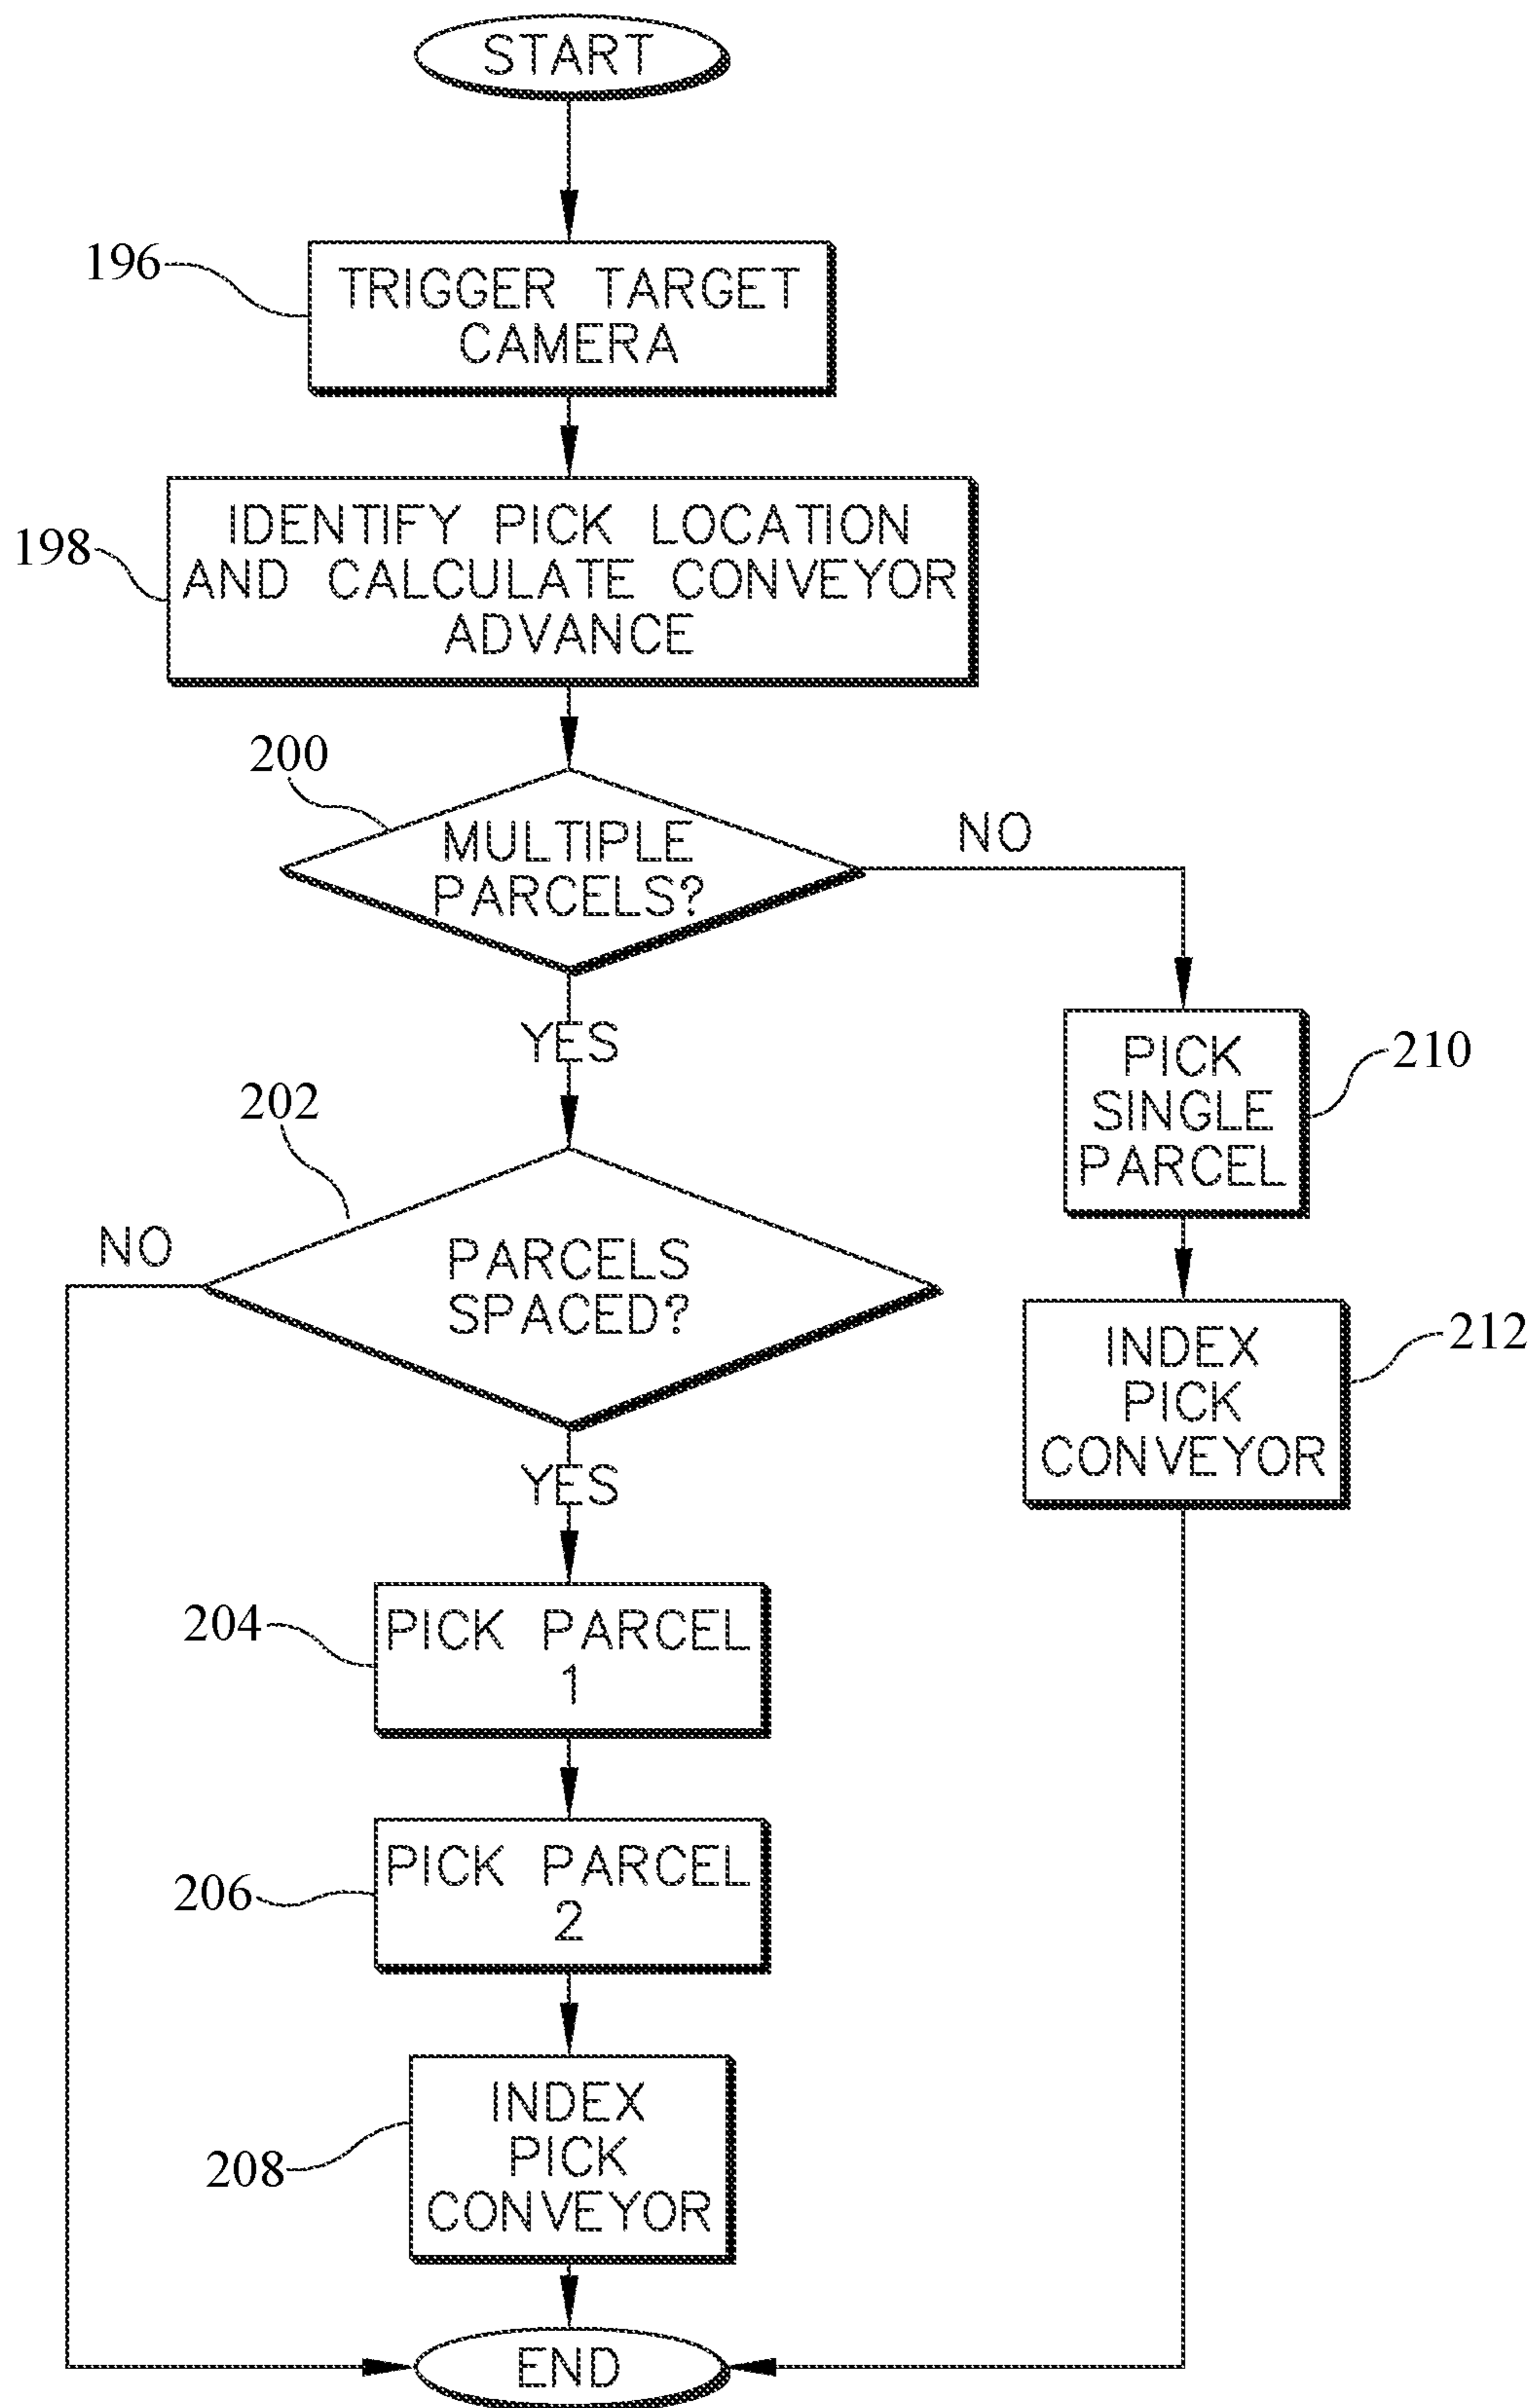 START
196
TRIGGER TARGET
CAMERA
198
IDENTIFY PICK LOCATION
AND CALCULATE CONVEYOR
ADVANCE
200
MULTIPLE
PARCELS?
NO
YES
210
PICK
SINGLE
PARCEL
202
NO
PARCELS
SPACED?
212
INDEX
PICK
CONVEYOR
YES
204
PICK PARCEL
1
206
PICK PARCEL
2
208
INDEX
PICK
CONVEYOR
END